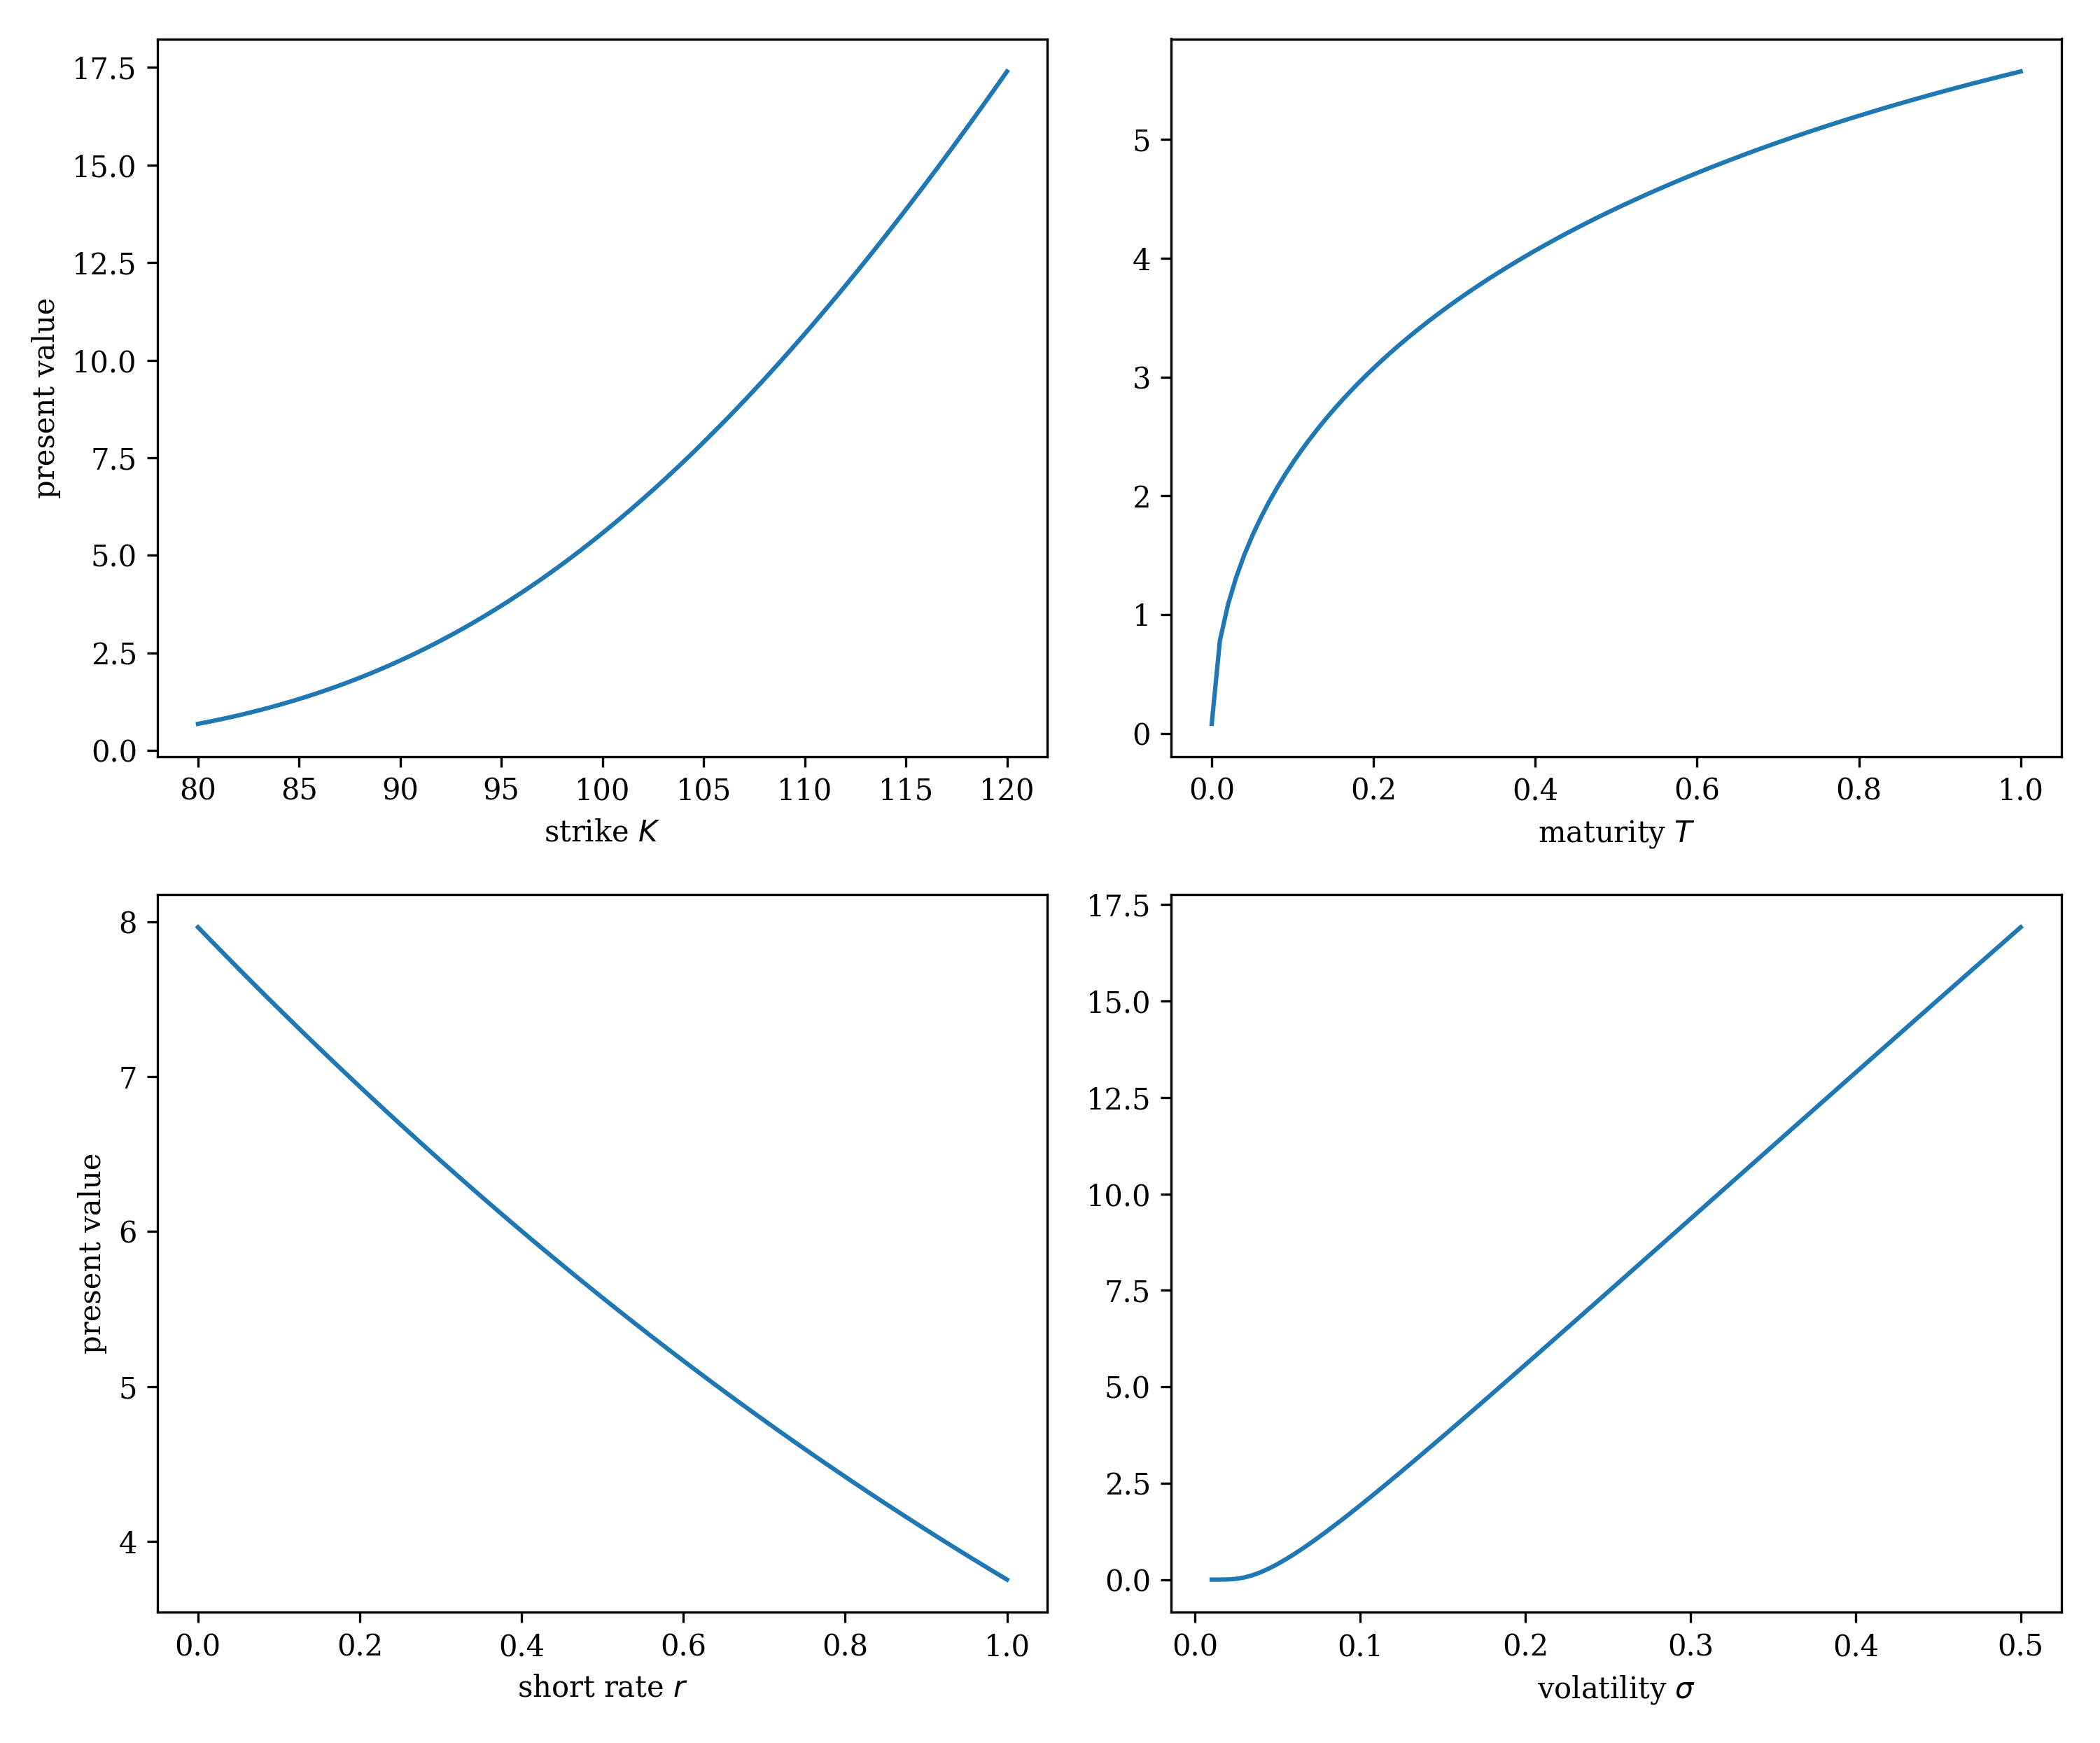 present value
17.5
15.0
12.5
10.0
7.5
5.0
2.5
0.0
80 85 90 95 100 105 110 115 120
strike K
5
4
3
2
1
0
0.0 0.2 0.4 0.6 0.8 1.0
maturity T
present value
8
7
6
5
4
0.0 0.2 0.4 0.6 0.8 1.0
short rate r
17.5
15.0
12.5
10.0
7.5
5.0
2.5
0.0
0.0 0.1 0.2 0.3 0.4 0.5
volatility σ